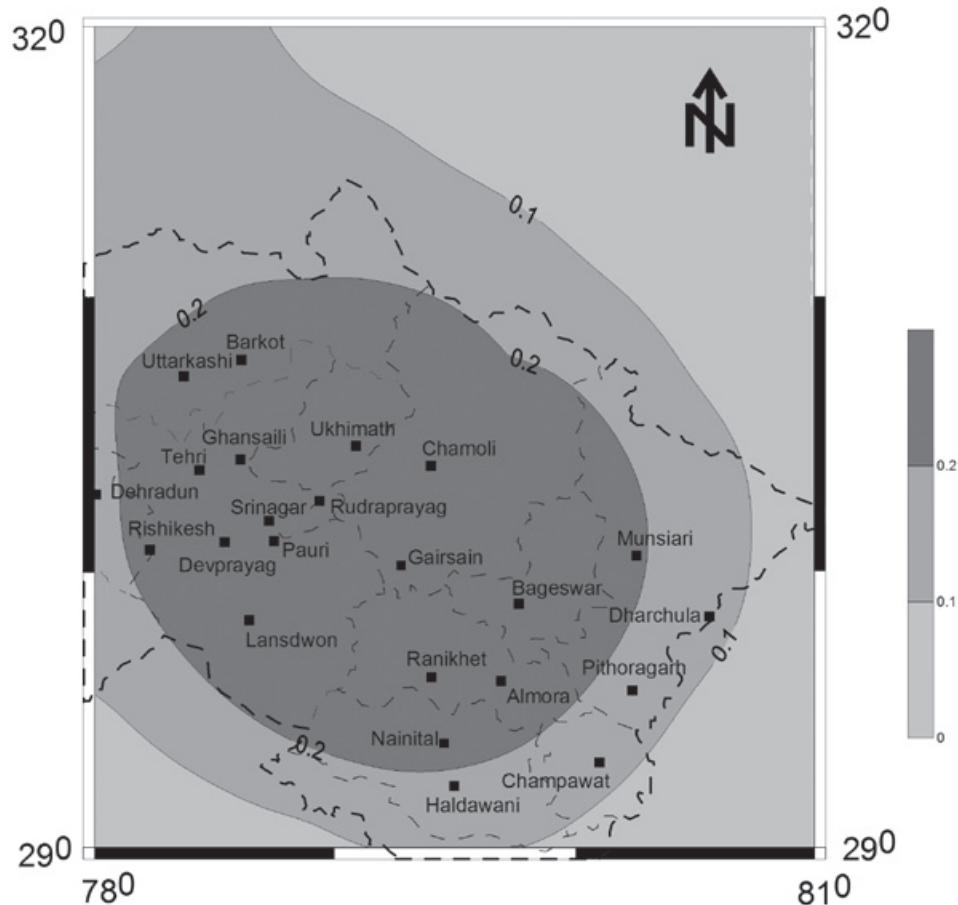 32⁰ 32⁰
N
0.1
0.2
Barkot
Uttarkashi
0.2
Ukhimath
Ghansaili
Chamoli
Tehri
0.2
Dehradun
Srinagar Rudraprayag
Rishikesh
Munsiari
Pauri
Gairsain
Devprayag
Bageswar
0.1
Dharchula
Lansdwon
0.1
Ranikhet
Pithoragarh
Almora
Nainital
0
0.2
Champawat
Haldawani
29⁰ 29⁰
78⁰ 81⁰